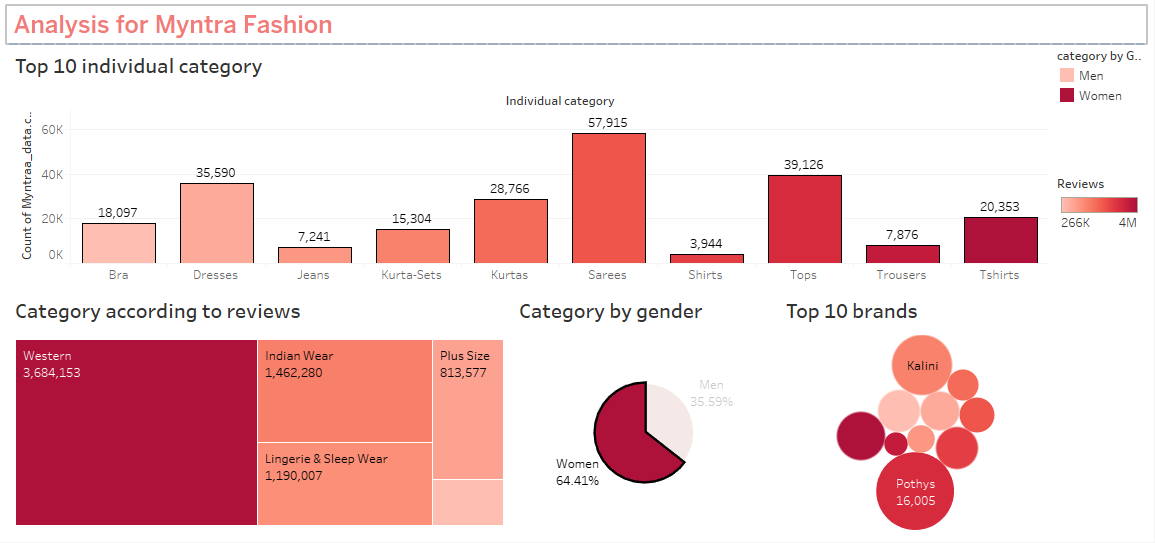 Analysis for Myntra Fashion
Top 10 individual category
category by G..
Men
Women
Individual category
Count of Myntraa_data.c..
60K
40K
20K
0K
18,097
35,590
7,241
15,304
28,766
57,915
3,944
39,126
7,876
20,353
Bra
Dresses
Jeans
Kurta-Sets
Kurtas
Sarees
Shirts
Tops
Trousers
Tshirts
Reviews
266K 4M
Category according to reviews
Western
3,684,153
Indian Wear
1,462,280
Lingerie & Sleep Wear
1,190,007
Plus Size
813,577
Category by gender
Men
35.59%
Women
64.41%
Top 10 brands
Kalini
Pothys
16,005